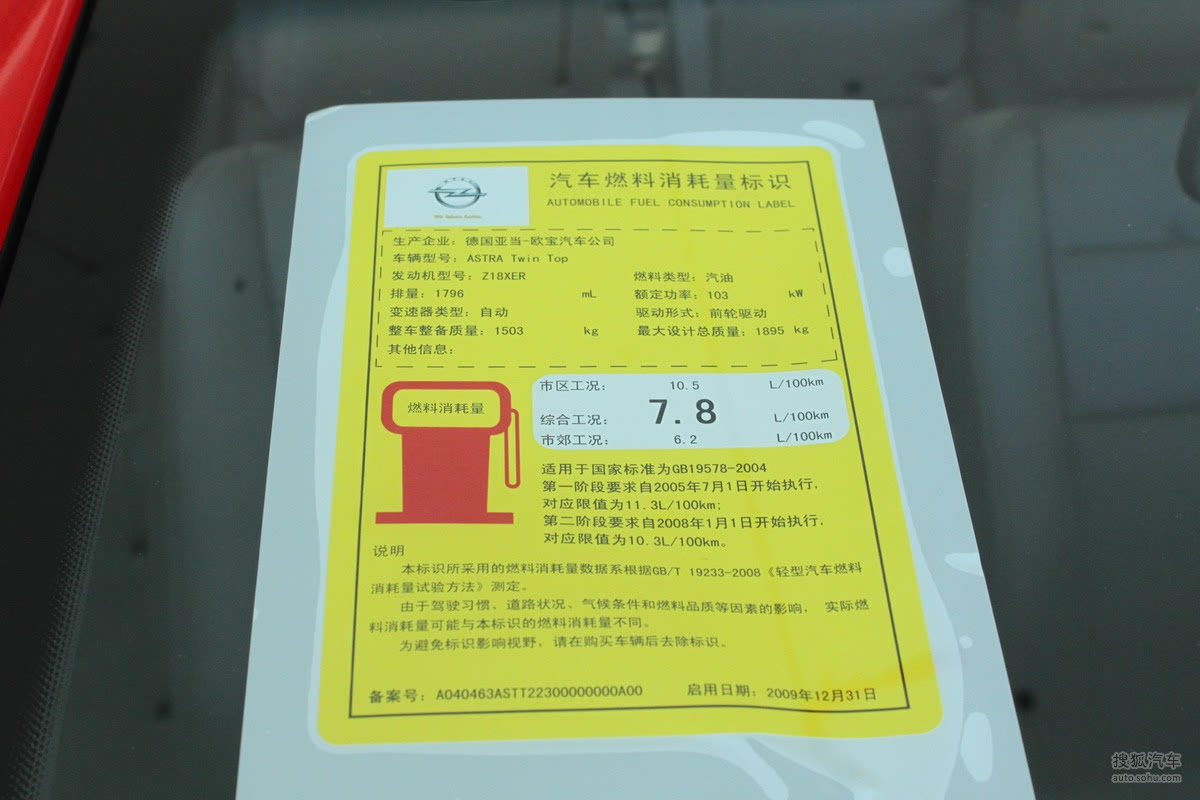 汽车燃料消耗量标识
AUTOMOBILE FUEL CONSUMPTION LABEL
生产企业：德国亚当-欧宝汽车公司
车辆型号：ASTRA Twin Top
发动机型号：Z18XER 燃料类型：汽油
排量：1796 mL 额定功率：103 kW
变速器类型：自动 驱动形式：前轮驱动
整车整备质量：1503 kg 最大设计总质量：1895 kg
其他信息：
燃料消耗量
市区工况： 10.5 L/100km
综合工况： 7.8 L/100km
市郊工况： 6.2 L/100km
适用于国家标准为GB19578-2004
第一阶段要求自2005年7月1日开始执行，
对应限值为11.3L/100km；
第二阶段要求自2008年1月1日开始执行，
对应限值为10.3L/100km。
说明
本标识所采用的燃料消耗量数据系根据GB/T 19233-2008《轻型汽车燃料
消耗量试验方法》测定。
由于驾驶习惯、道路状况、气候条件和燃料品质等因素的影响， 实际燃
料消耗量可能与本标识的燃料消耗量不同。
为避免标识影响视野，请在购买车辆后去除标识。
备案号：A040463ASTT22300000000A00 启用日期：2009年12月31日
搜狐汽车
auto.sohu.com